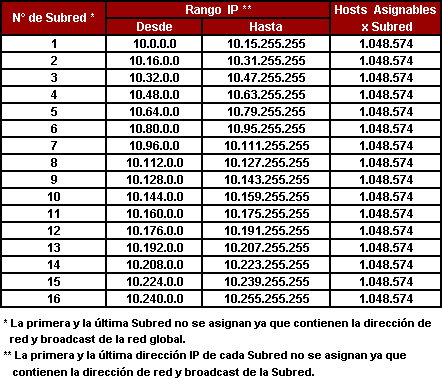 N° de Subred * Rango IP ** Hosts Asignables x Subred
Desde Hasta
1 10.0.0.0 10.15.255.255 1.048.574
2 10.16.0.0 10.31.255.255 1.048.574
3 10.32.0.0 10.47.255.255 1.048.574
4 10.48.0.0 10.63.255.255 1.048.574
5 10.64.0.0 10.79.255.255 1.048.574
6 10.80.0.0 10.95.255.255 1.048.574
7 10.96.0.0 10.111.255.255 1.048.574
8 10.112.0.0 10.127.255.255 1.048.574
9 10.128.0.0 10.143.255.255 1.048.574
10 10.144.0.0 10.159.255.255 1.048.574
11 10.160.0.0 10.175.255.255 1.048.574
12 10.176.0.0 10.191.255.255 1.048.574
13 10.192.0.0 10.207.255.255 1.048.574
14 10.208.0.0 10.223.255.255 1.048.574
15 10.224.0.0 10.239.255.255 1.048.574
16 10.240.0.0 10.255.255.255 1.048.574
* La primera y la última Subred no se asignan ya que contienen la dirección de
red y broadcast de la red global.
** La primera y la última dirección IP de cada Subred no se asignan ya que
contienen la dirección de red y broadcast de la Subred.